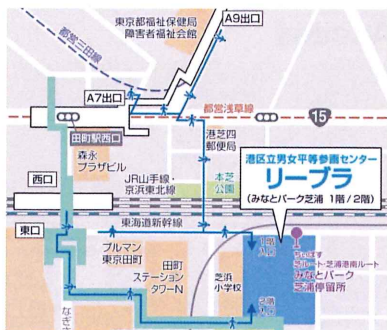 東京都福祉保健局
障害者福祉会館
A9出口
都営三田線
A7出口
都営浅草線
15
田町駅西口
森永
プラザビル
港芝四
郵便局
港区立男女平等参画センター
リーブラ
(みなとパーク芝浦 1階/2階)
西口
JR山手線・
京浜東北線
本芝
公園
東海道新幹線
東口
プルマン
東京田町
田町
ステーション
タワーN
芝浜
小学校
1階
入口
ちぃばす
芝ルート・芝浦港南ルート
みなとパーク
芝浦停留所
2階
入口
なぎさ